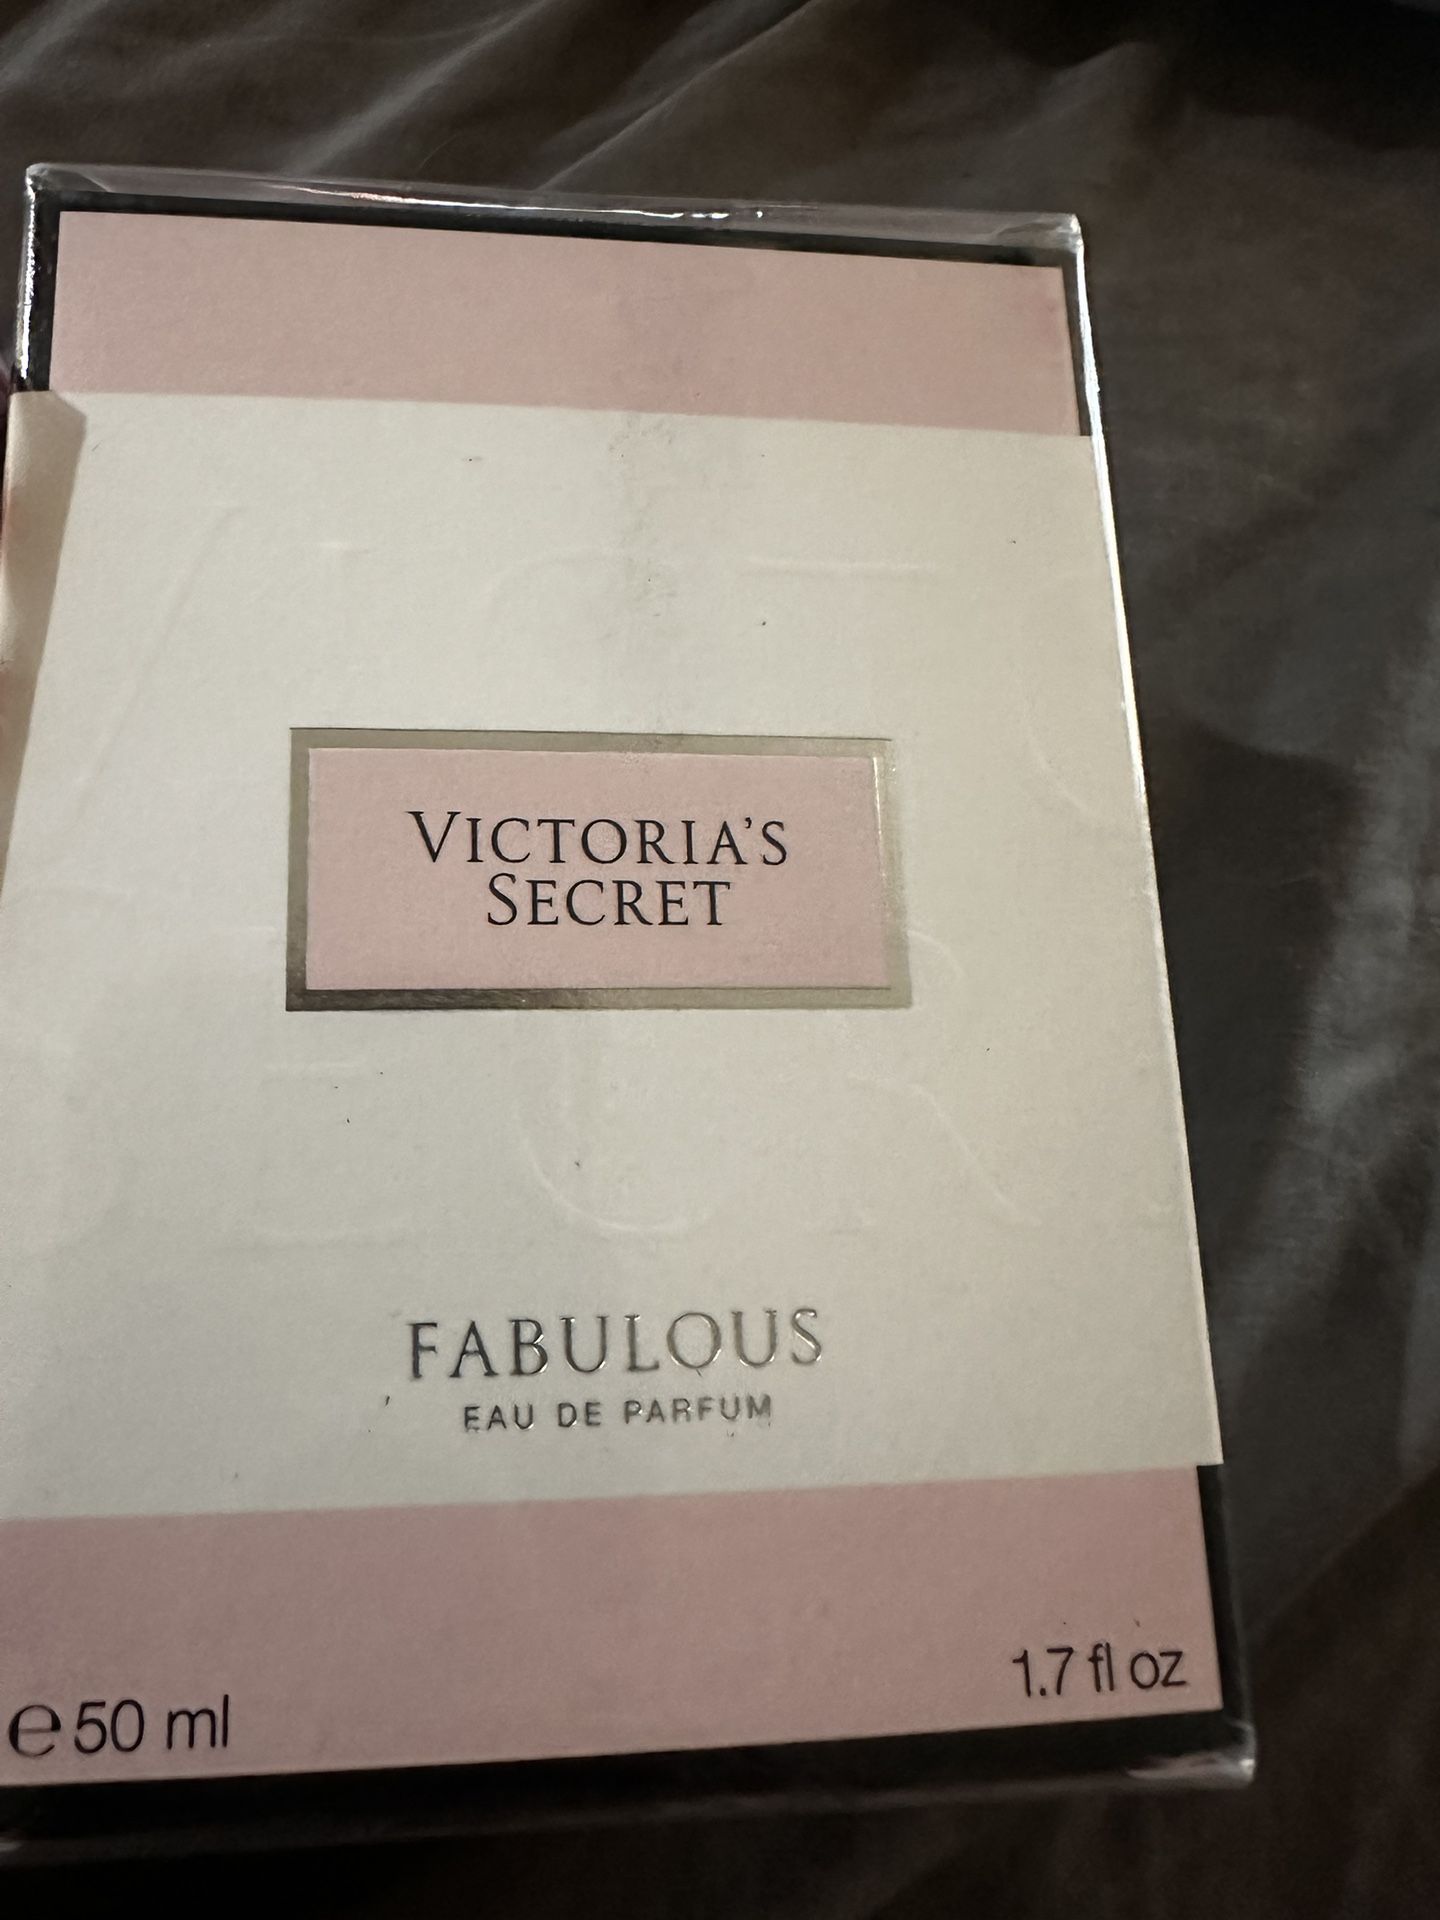 VICTORIA'S
SECRET
FABULOUS
EAU DE PARFUM
℮50 ml
1.7 fl oz